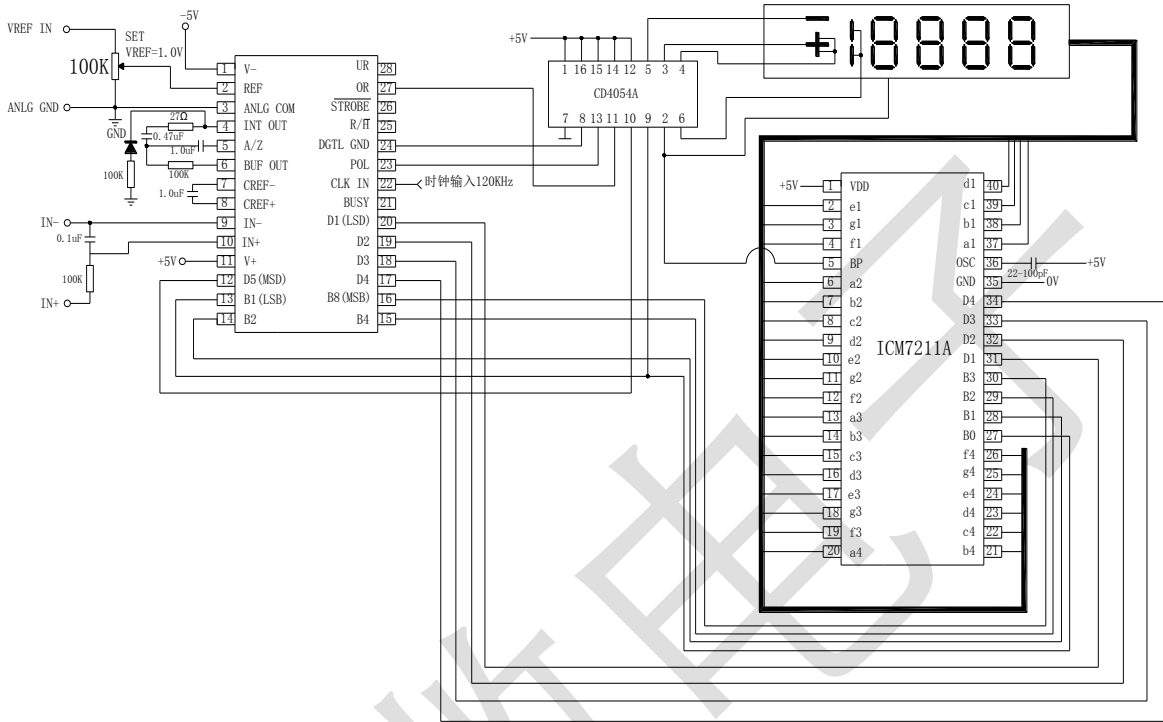 VREF IN
-5V
SET
VREF=1.0V
100K
ANLG GND
GND
27Ω
0.47uF
1.0uF
100K
100K
1.0uF
IN-
0.1uF
100K
IN+
+5V
1 V-
2 REF
3 ANLG COM
4 INT OUT
5 A/Z
6 BUF OUT
7 CREF-
8 CREF+
9 IN-
10 IN+
11 V+
12 D5(MSD)
13 B1(LSB)
14 B2
UR 28
OR 27
STROBE 26
R/H 25
DGTL GND 24
POL 23
CLK IN 22
BUSY 21
D1(LSD) 20
D2 19
D3 18
D4 17
B8(MSB) 16
B4 15
时钟输入120KHz
+5V
1 16 15 14 12 5 3 4
CD4054A
7 8 13 11 10 9 2 6
+5V
1 VDD
2 e1
3 g1
4 f1
5 BP
6 a2
7 b2
8 c2
9 d2
10 e2
11 g2
12 f2
13 a3
14 b3
15 c3
16 d3
17 e3
18 g3
19 f3
20 a4
ICM7211A
d1 40
c1 39
b1 38
a1 37
OSC 36
GND 35
D4 34
D3 33
D2 32
D1 31
B3 30
B2 29
B1 28
B0 27
f4 26
g4 25
e4 24
d4 23
c4 22
b4 21
22-100pF
+5V
0V
电子